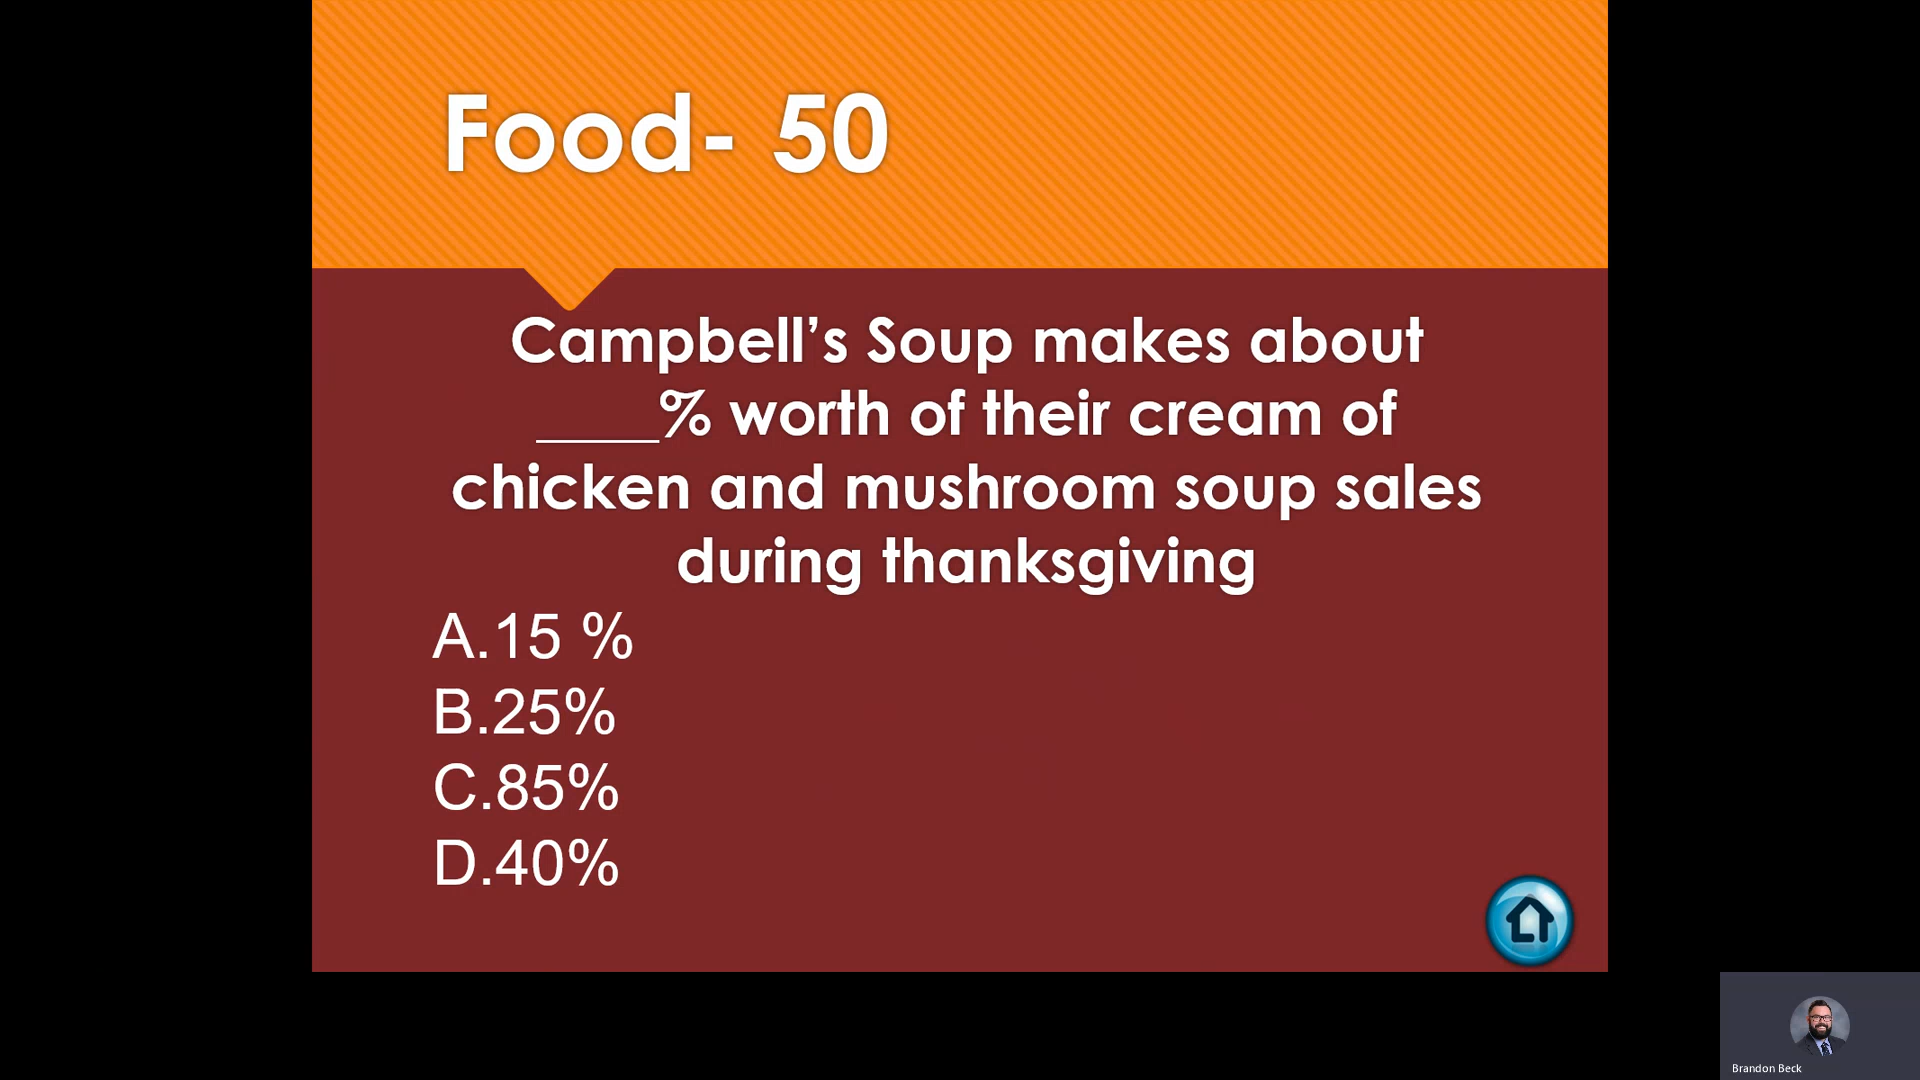 Food- 50
Campbell’s Soup makes about
____% worth of their cream of
chicken and mushroom soup sales
during thanksgiving
A.15 %
B.25%
C.85%
D.40%
Brandon Beck